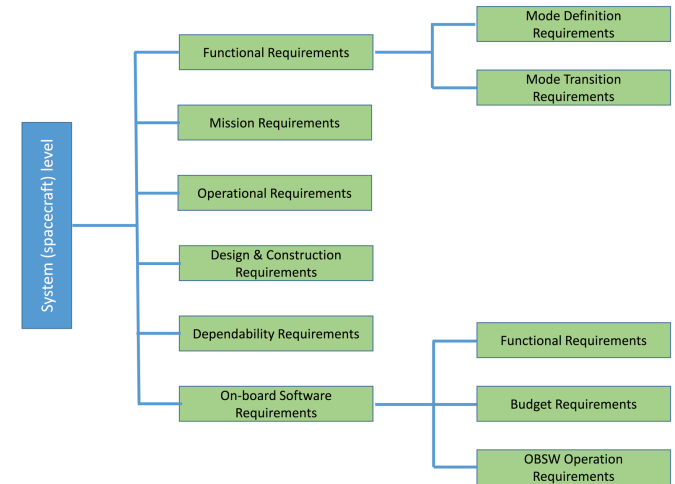 System (spacecraft) level
Functional Requirements
Mode Definition
Requirements
Mode Transition
Requirements
Mission Requirements
Operational Requirements
Design & Construction
Requirements
Dependability Requirements
On-board Software
Requirements
Functional Requirements
Budget Requirements
OBSW Operation
Requirements